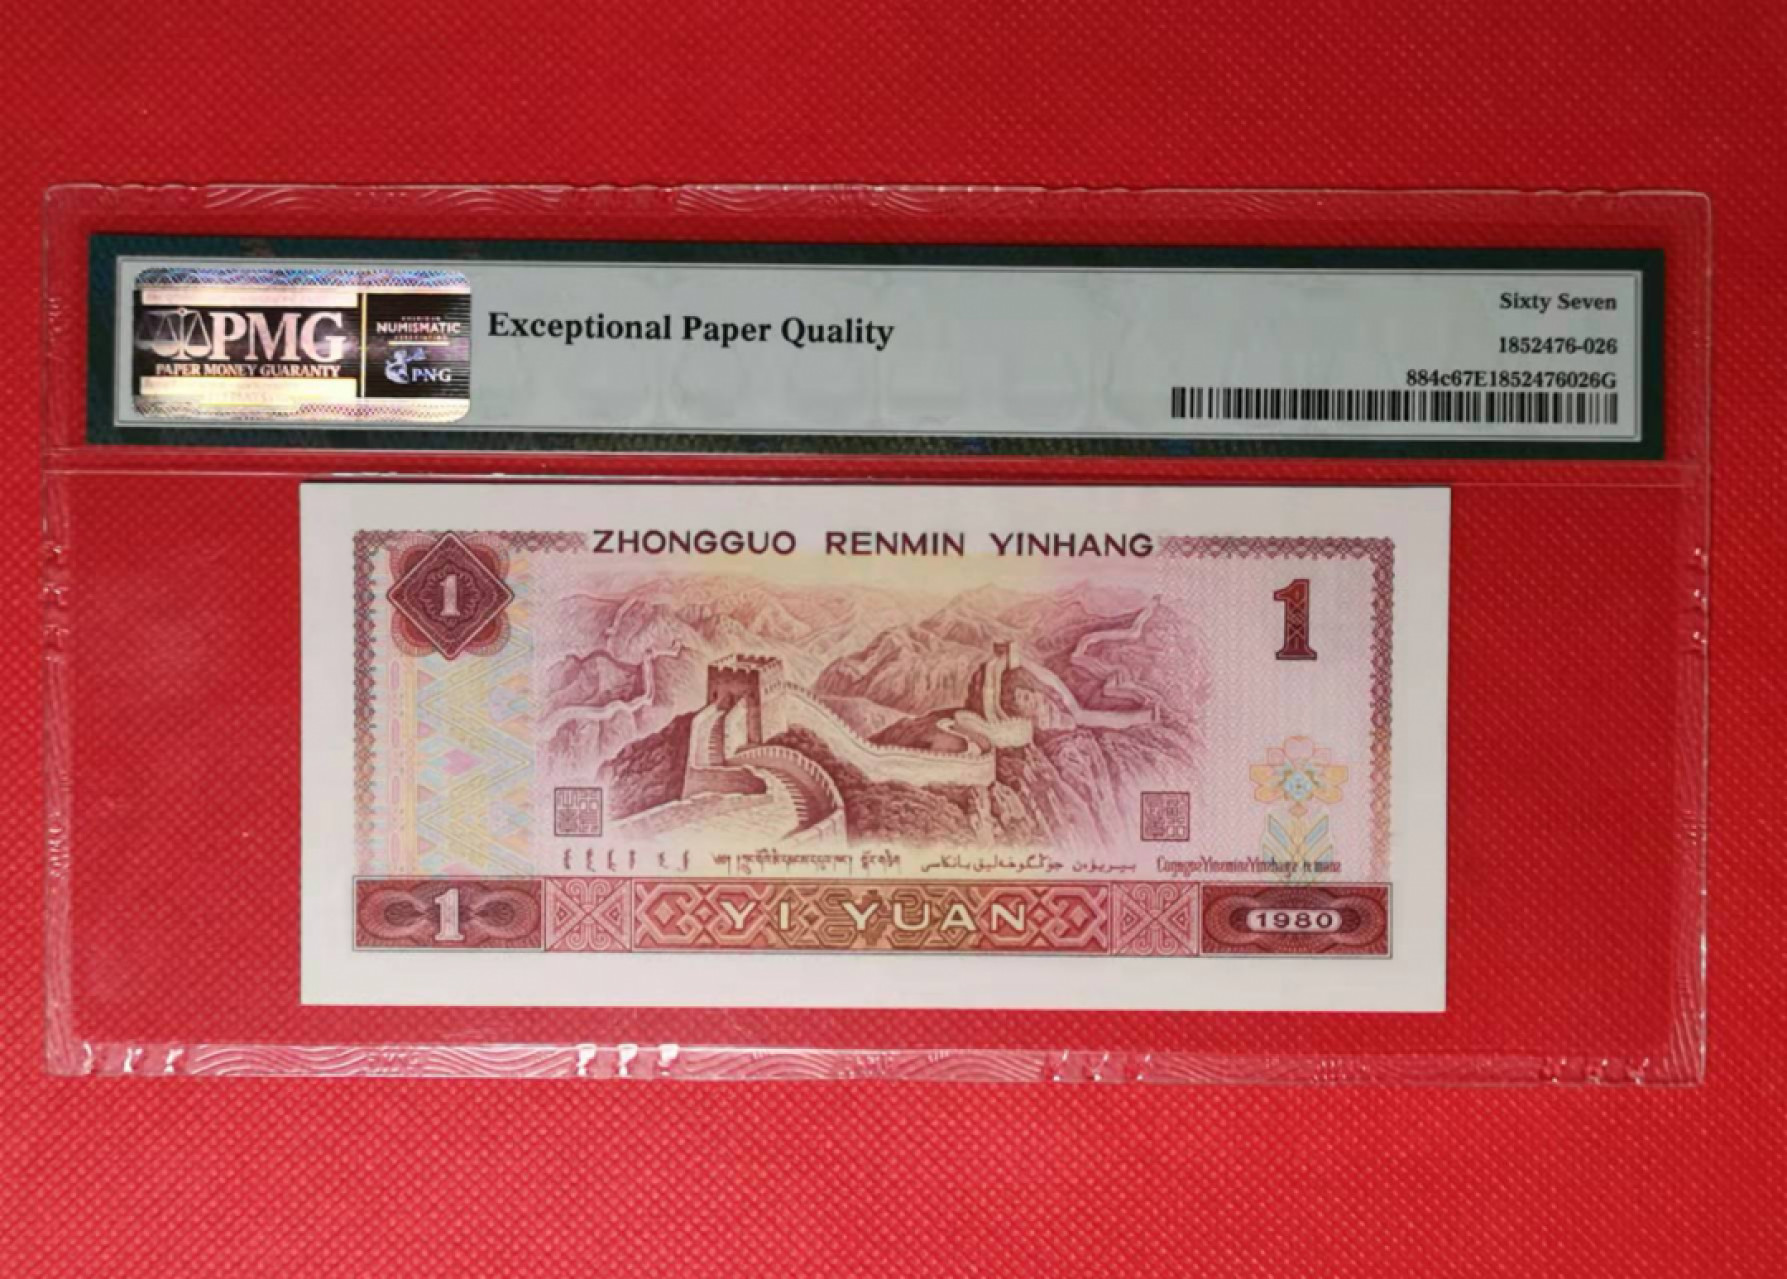 PMG
PAPER MONEY GUARANTY
NUMISMATIC
PNG
Exceptional Paper Quality
Sixty Seven
1852476-026
884c67E1852476026G
ZHONGGUO RENMIN YINHANG
1
1
1
YI YUAN
1980